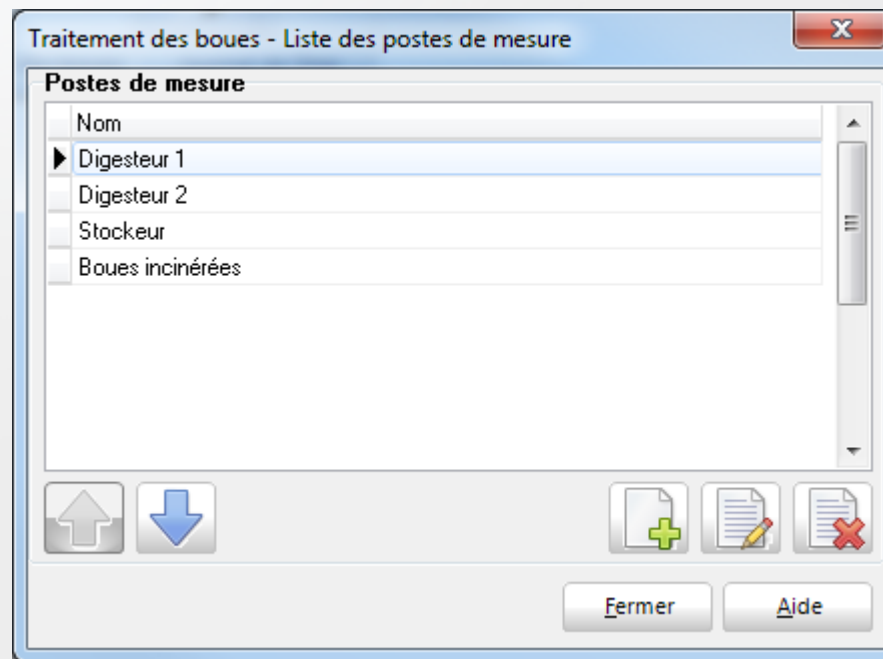 Traitement des boues - Liste des postes de mesure
Postes de mesure
Nom
Digesteur 1
Digesteur 2
Stockeur
Boues incinérées
Fermer
Aide